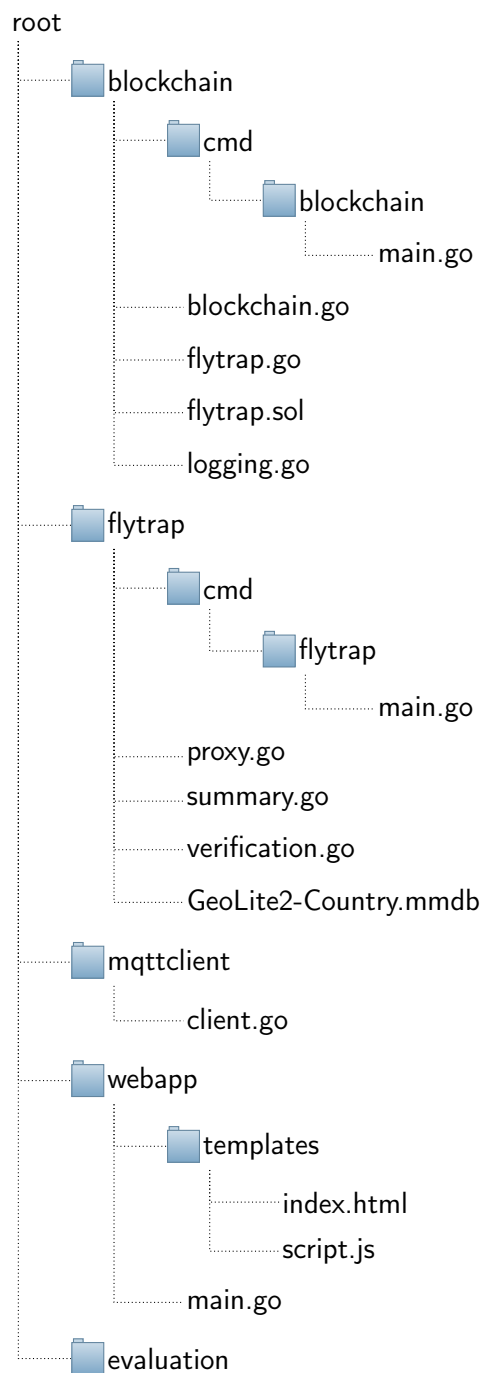 root
blockchain
cmd
blockchain
main.go
blockchain.go
flytrap.go
flytrap.sol
logging.go
flytrap
cmd
flytrap
main.go
proxy.go
summary.go
verification.go
GeoLite2-Country.mmdb
mqttclient
client.go
webapp
templates
index.html
script.js
main.go
evaluation